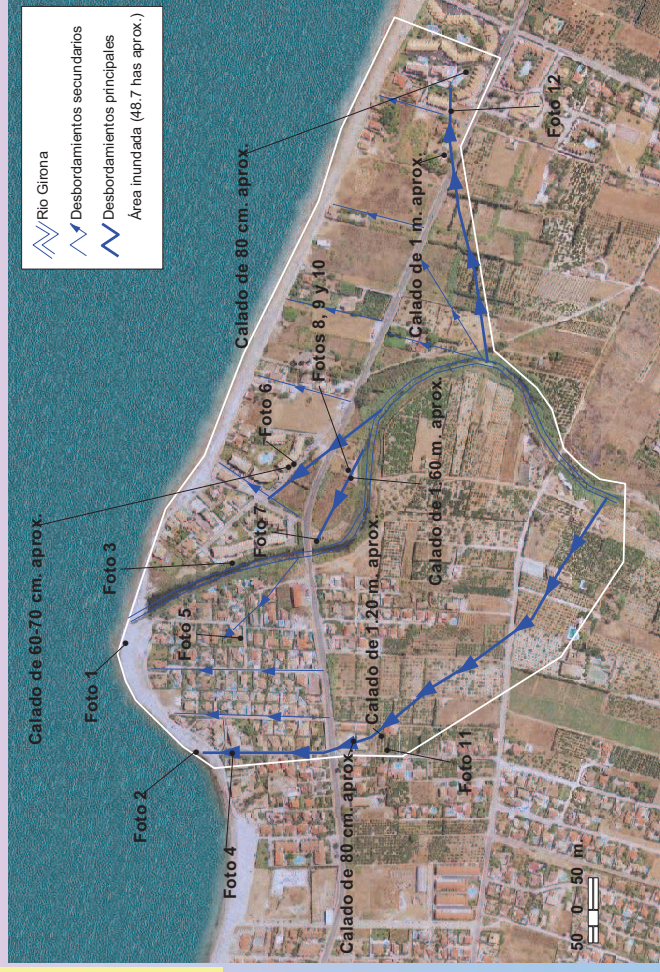 Rio Girona
Desbordamientos secundarios
Desbordamientos principales
Área inundada (48.7 has aprox.)
Calado de 60-70 cm. aprox.
Foto 1
Foto 2
Foto 3
Foto 4
Foto 5
Foto 6
Foto 7
Calado de 80 cm. aprox.
Fotos 8, 9 y 10
Calado de 1 m. aprox.
Foto 12
Calado de 1.60 m. aprox.
Calado de 1.20 m. aprox.
Calado de 80 cm. aprox.
Foto 11
50 0 50 m